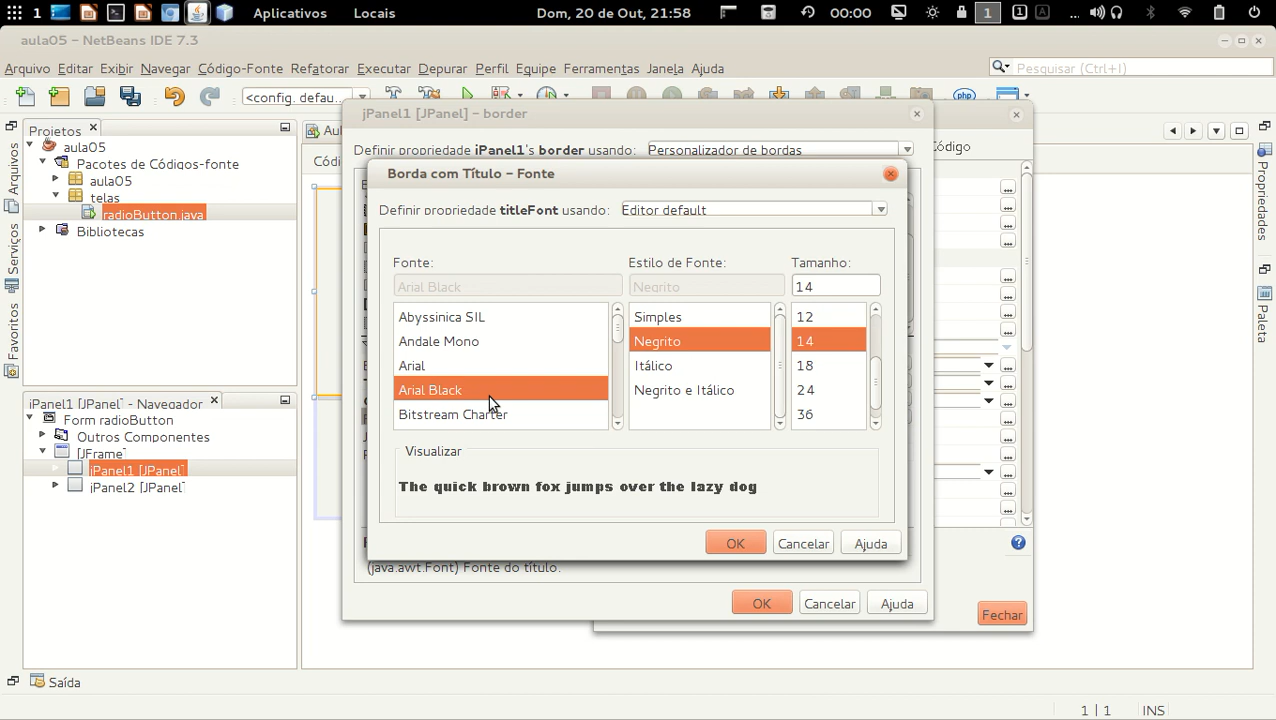 Aplicativos Locais Dom, 20 de Out, 21:58 00:00 1 1 A ...
aula05 – NetBeans IDE 7.3
Arquivo Editar Exibir Navegar Código-Fonte Refatorar Executar Depurar Perfil Equipe Ferramentas Janela Ajuda
Pesquisar (Ctrl+I)
<config_defau... php
Projetos
aula05
Pacotes de Códigos-fonte
aula05
telas
radioButton.java
Bibliotecas
Arquivos
Serviços
Favoritos
jPanel1 [JPanel] – Navegador
Form radioButton
Outros Componentes
[JFrame]
jPanel1 [JPanel]
jPanel2 [JPanel]
Saída
jPanel1 [JPanel] – border
Definir propriedade jPanel1's border usando: Personalizador de bordas
Borda com Título – Fonte
Definir propriedade titleFont usando: Editor default
Fonte: Estilo de Fonte: Tamanho:
Arial Black Negrito 14
Abyssinica SIL Simples 12
Andale Mono Negrito 14
Arial Itálico 18
Arial Black Negrito e Itálico 24
Bitstream Charter 36
Visualizar
The quick brown fox jumps over the lazy dog
OK Cancelar Ajuda
(java.awt.Font) Fonte do título.
OK Cancelar Ajuda
Fechar
Propriedades
Paleta
1 | 1 INS